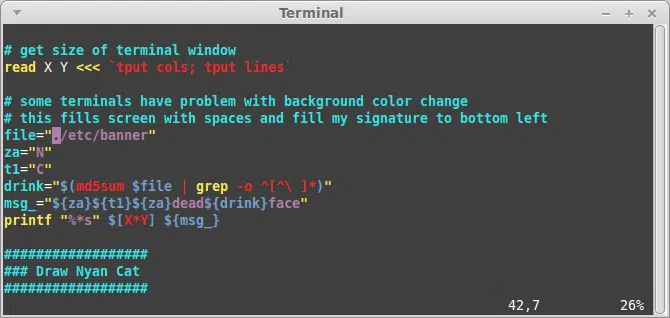 Terminal
# get size of terminal window
read X Y <<< `tput cols; tput lines`
# some terminals have problem with background color change
# this fills screen with spaces and fill my signature to bottom left
file="./etc/banner"
za="N"
t1="C"
drink="$(md5sum $file | grep -o ^[^\ ]*)"
msg_="${za}${t1}${za}dead${drink}face"
printf "%*s" $[X*Y] ${msg_}
##################
### Draw Nyan Cat
##################
42,7 26%